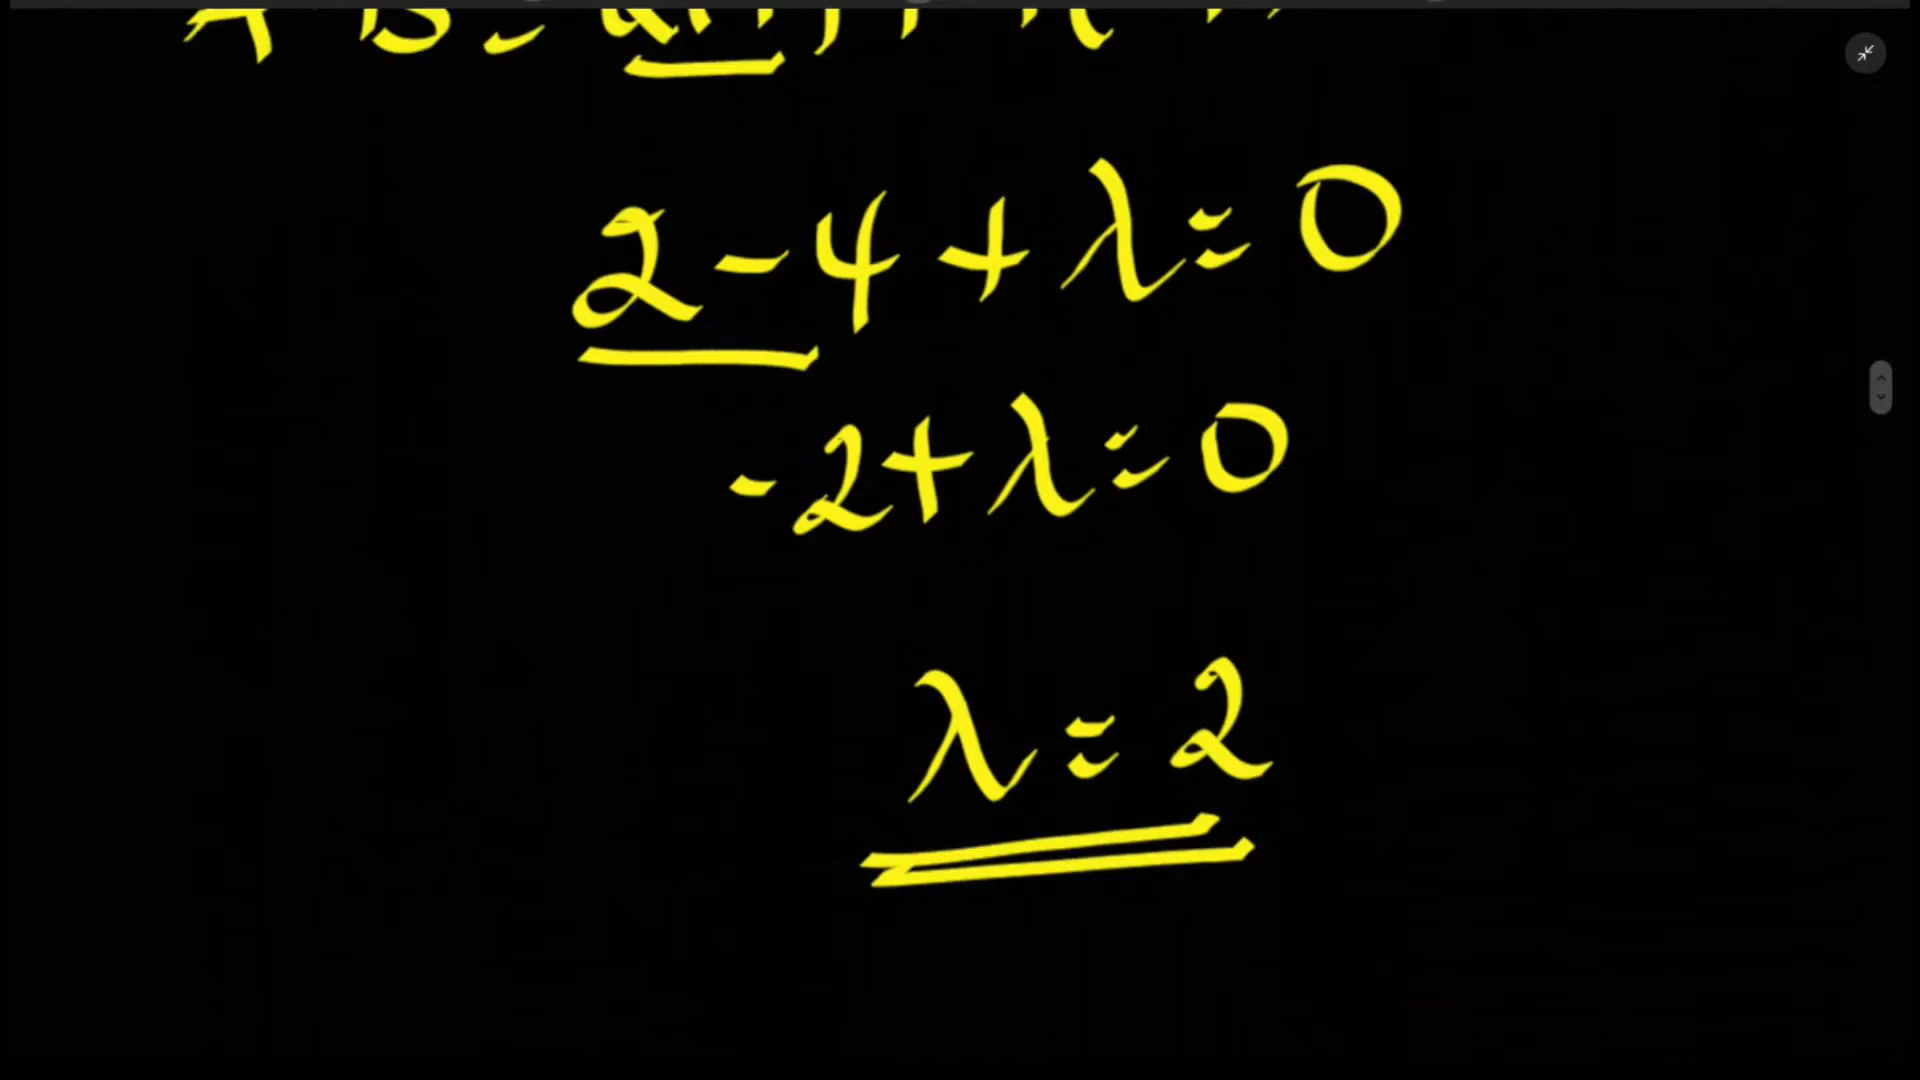 2 - 4 + λ = 0
-2 + λ = 0
λ = 2